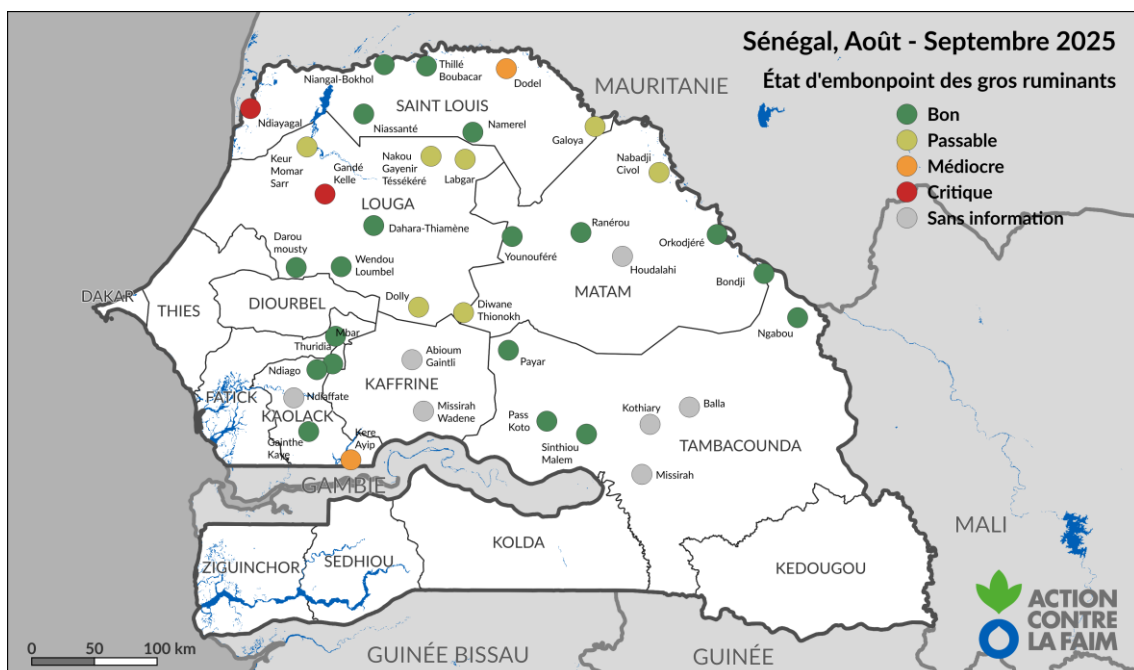 Sénégal, Août - Septembre 2025
État d'embonpoint des gros ruminants
Bon
Passable
Médiocre
Critique
Sans information
MAURITANIE
Niangal-Bokhol
Thillé
Boubacar
Dodel
SAINT LOUIS
Ndiayagal
Niassanté
Namerel
Galoya
Keur
Momar
Sarr
Gandé
Kelle
Nakou
Gayenir
Téssékéré
Labgar
Nabadji
Civol
LOUGA
Dahara-Thiamène
Ranérou
Younouféré
Orkodjéré
Houdalahi
Darou
mousty
Wendou
Loumbel
Bondji
MATAM
DAKAR
THIES
DIOURBEL
Dolly
Diwane
Thionokh
Ngabou
Mbar
Thuridia
Abioum
Gaintli
Payar
Ndiago
KAFFRINE
FATICK
Ndiaffate
KAOLACK
Missirah
Wadene
Pass
Koto
Kothiary
Balla
Gainthe
Kaye
Kere
Ayip
Sinthiou
Malem
TAMBACOUNDA
Missirah
GAMBIE
MALI
ZIGUINCHOR
SEDHIOU
KOLDA
KEDOUGOU
0 50 100 km
GUINÉE BISSAU
GUINÉE
ACTION
CONTRE
LA FAIM